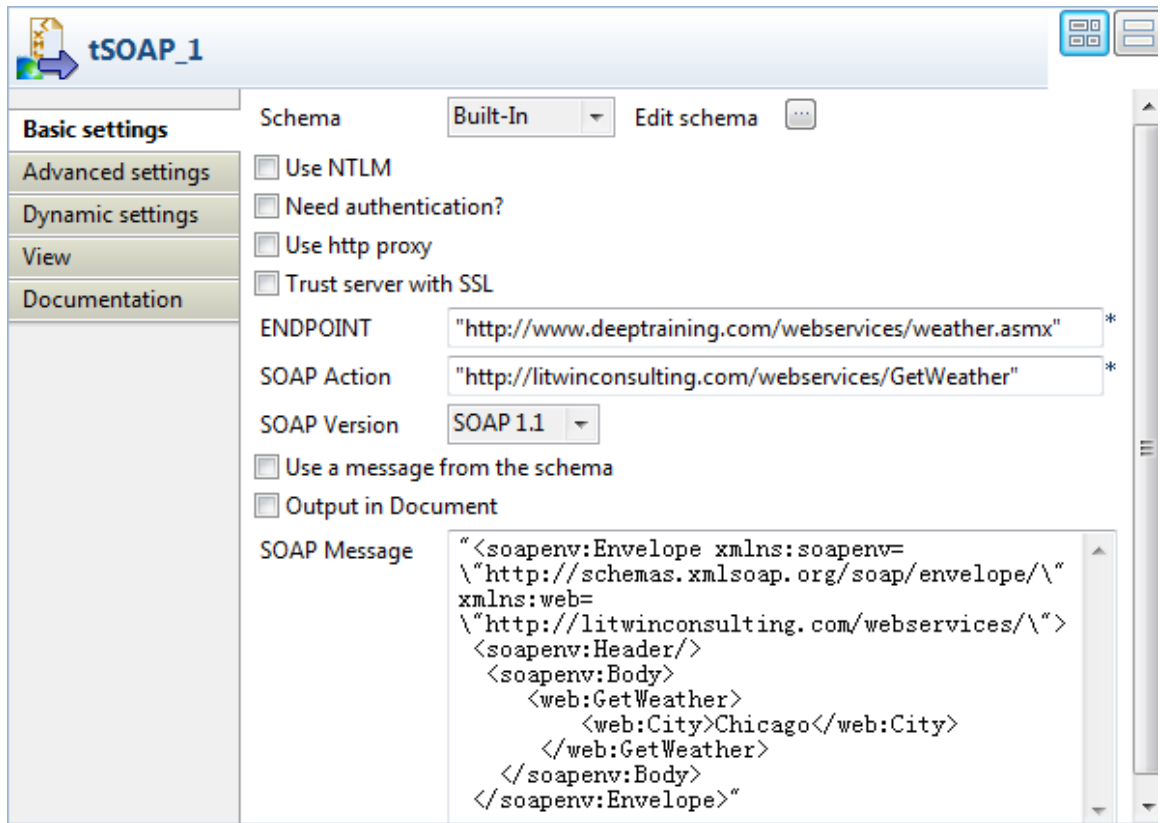 tSOAP_1
Basic settings
Advanced settings
Dynamic settings
View
Documentation
Schema Built-In Edit schema ...
Use NTLM
Need authentication?
Use http proxy
Trust server with SSL
ENDPOINT "http://www.deeptraining.com/webservices/weather.asmx" *
SOAP Action "http://litwinconsulting.com/webservices/GetWeather" *
SOAP Version SOAP 1.1
Use a message from the schema
Output in Document
SOAP Message "<soapenv:Envelope xmlns:soapenv=
\"http://schemas.xmlsoap.org/soap/envelope/\"
xmlns:web=
\"http://litwinconsulting.com/webservices/\">
<soapenv:Header/>
<soapenv:Body>
<web:GetWeather>
<web:City>Chicago</web:City>
</web:GetWeather>
</soapenv:Body>
</soapenv:Envelope>"